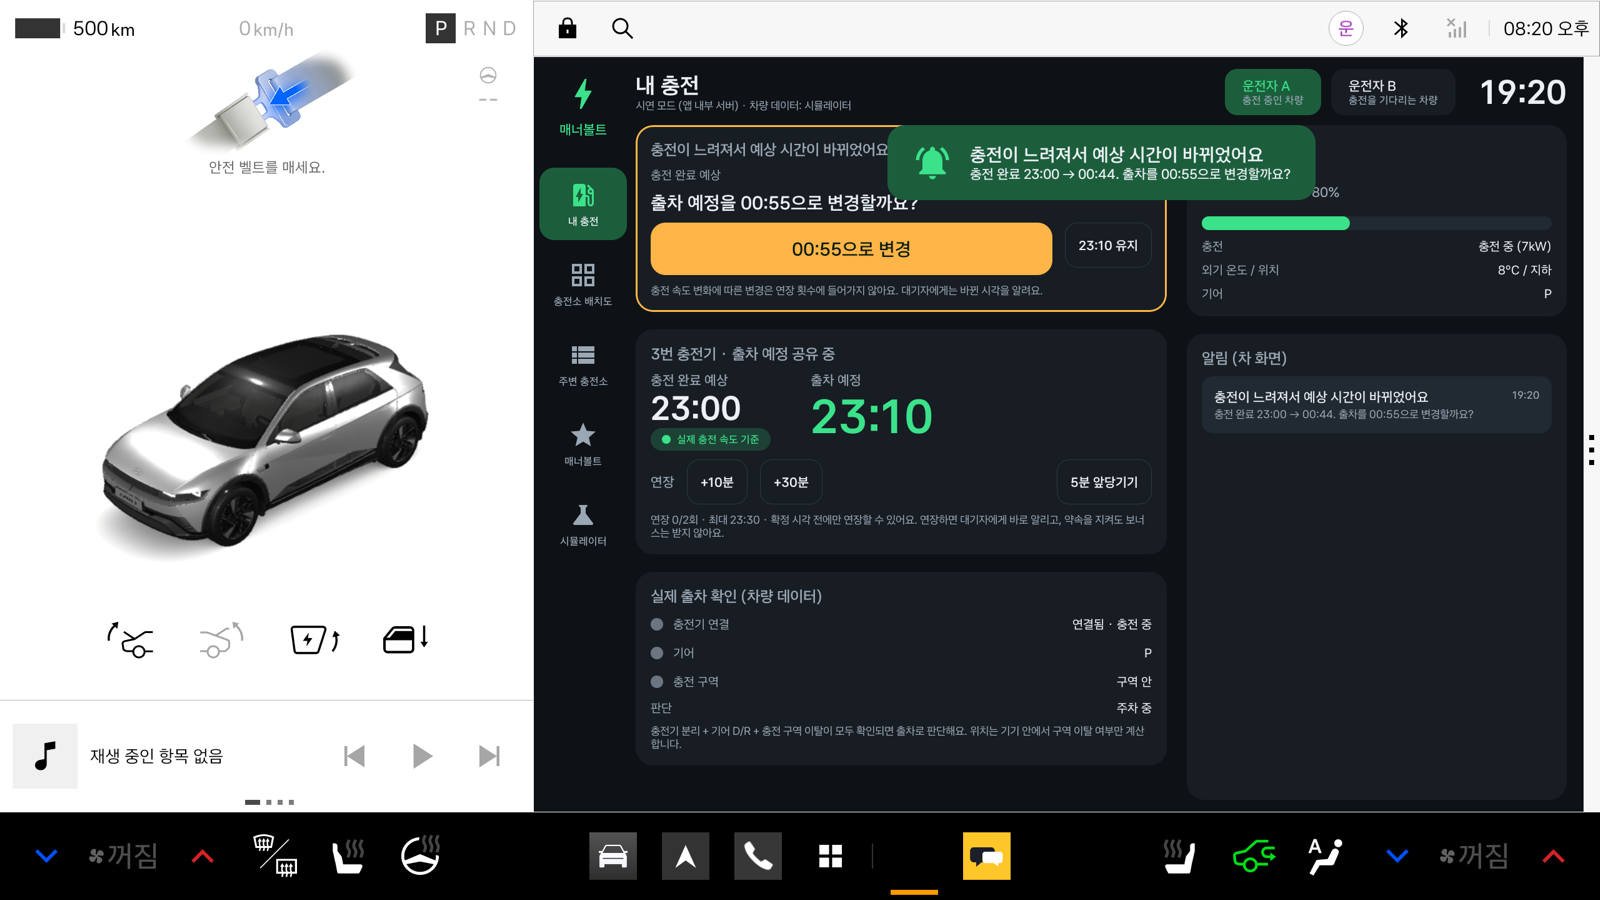 500 km
0 km/h
P R N D
--
안전 벨트를 매세요.
재생 중인 항목 없음
운
08:20 오후
매너볼트
내 충전
충전소 배치도
주변 충전소
매너볼트
시뮬레이터
내 충전
시연 모드 (앱 내부 서버) · 차량 데이터: 시뮬레이터
운전자 A
충전 중인 차량
운전자 B
충전을 기다리는 차량
19:20
충전이 느려져서 예상 시간이 바뀌었어요
충전 완료 23:00 → 00:44. 출차를 00:55으로 변경할까요?
충전이 느려져서 예상 시간이 바뀌었어요
충전 완료 예상
출차 예정을 00:55으로 변경할까요?
00:55으로 변경
23:10 유지
충전 속도 변화에 따른 변경은 연장 횟수에 들어가지 않아요. 대기자에게는 바뀐 시각을 알려요.
3번 충전기 · 출차 예정 공유 중
충전 완료 예상
출차 예정
23:00
23:10
실제 충전 속도 기준
연장
+10분
+30분
5분 앞당기기
연장 0/2회 · 최대 23:30 · 확정 시각 전에만 연장할 수 있어요. 연장하면 대기자에게 바로 알리고, 약속을 지켜도 보너
스는 받지 않아요.
실제 출차 확인 (차량 데이터)
충전기 연결
연결됨 · 충전 중
기어
P
충전 구역
구역 안
판단
주차 중
충전기 분리 + 기어 D/R + 충전 구역 이탈이 모두 확인되면 출차로 판단해요. 위치는 기기 안에서 구역 이탈 여부만 계산
합니다.
80%
충전
충전 중 (7kW)
외기 온도 / 위치
8°C / 지하
기어
P
알림 (차 화면)
충전이 느려져서 예상 시간이 바뀌었어요
19:20
충전 완료 23:00 → 00:44. 출차를 00:55으로 변경할까요?
꺼짐
A
꺼짐